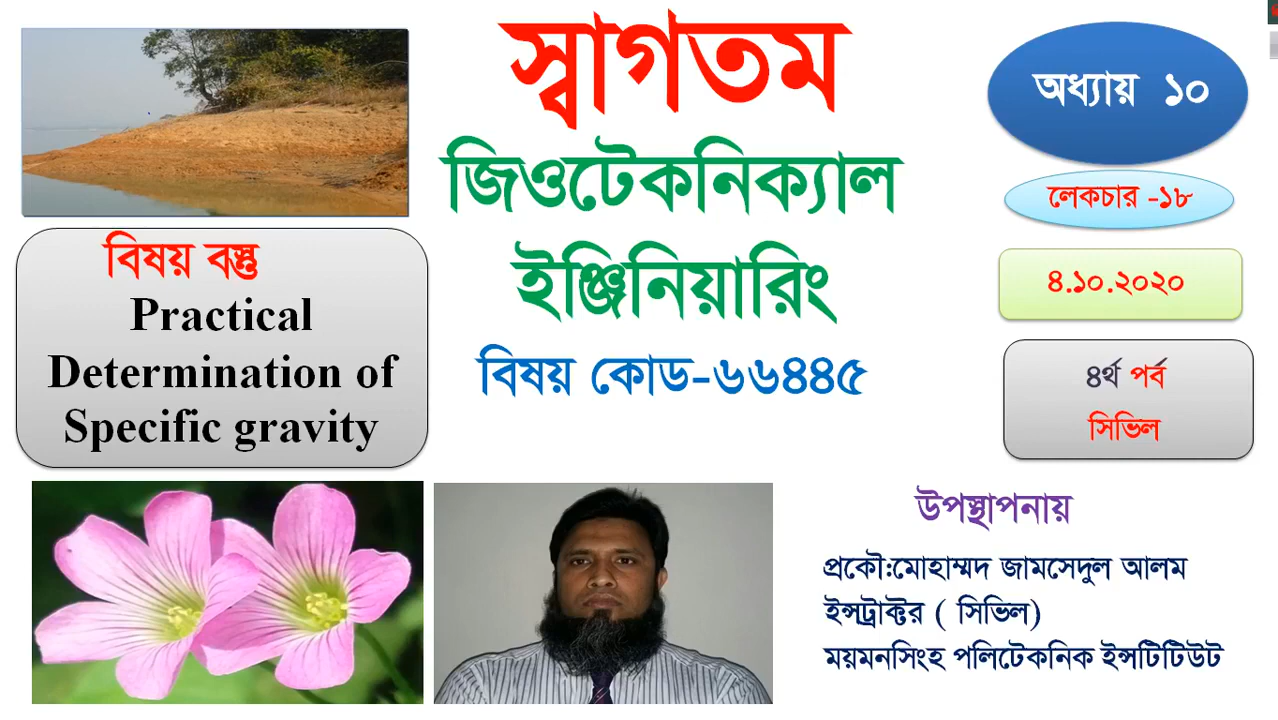 স্বাগতম
জিওটেকনিক্যাল
ইঞ্জিনিয়ারিং
বিষয় কোড-৬৬৪৪৫
অধ্যায় ১০
লেকচার -১৮
৪.১০.২০২০
৪র্থ পর্ব
সিভিল
বিষয় বস্তু
Practical
Determination of
Specific gravity
উপস্থাপনায়
প্রকৌ:মোহাম্মদ জামসেদুল আলম
ইন্সট্রাক্টর ( সিভিল)
ময়মনসিংহ পলিটেকনিক ইন্সটিটিউট